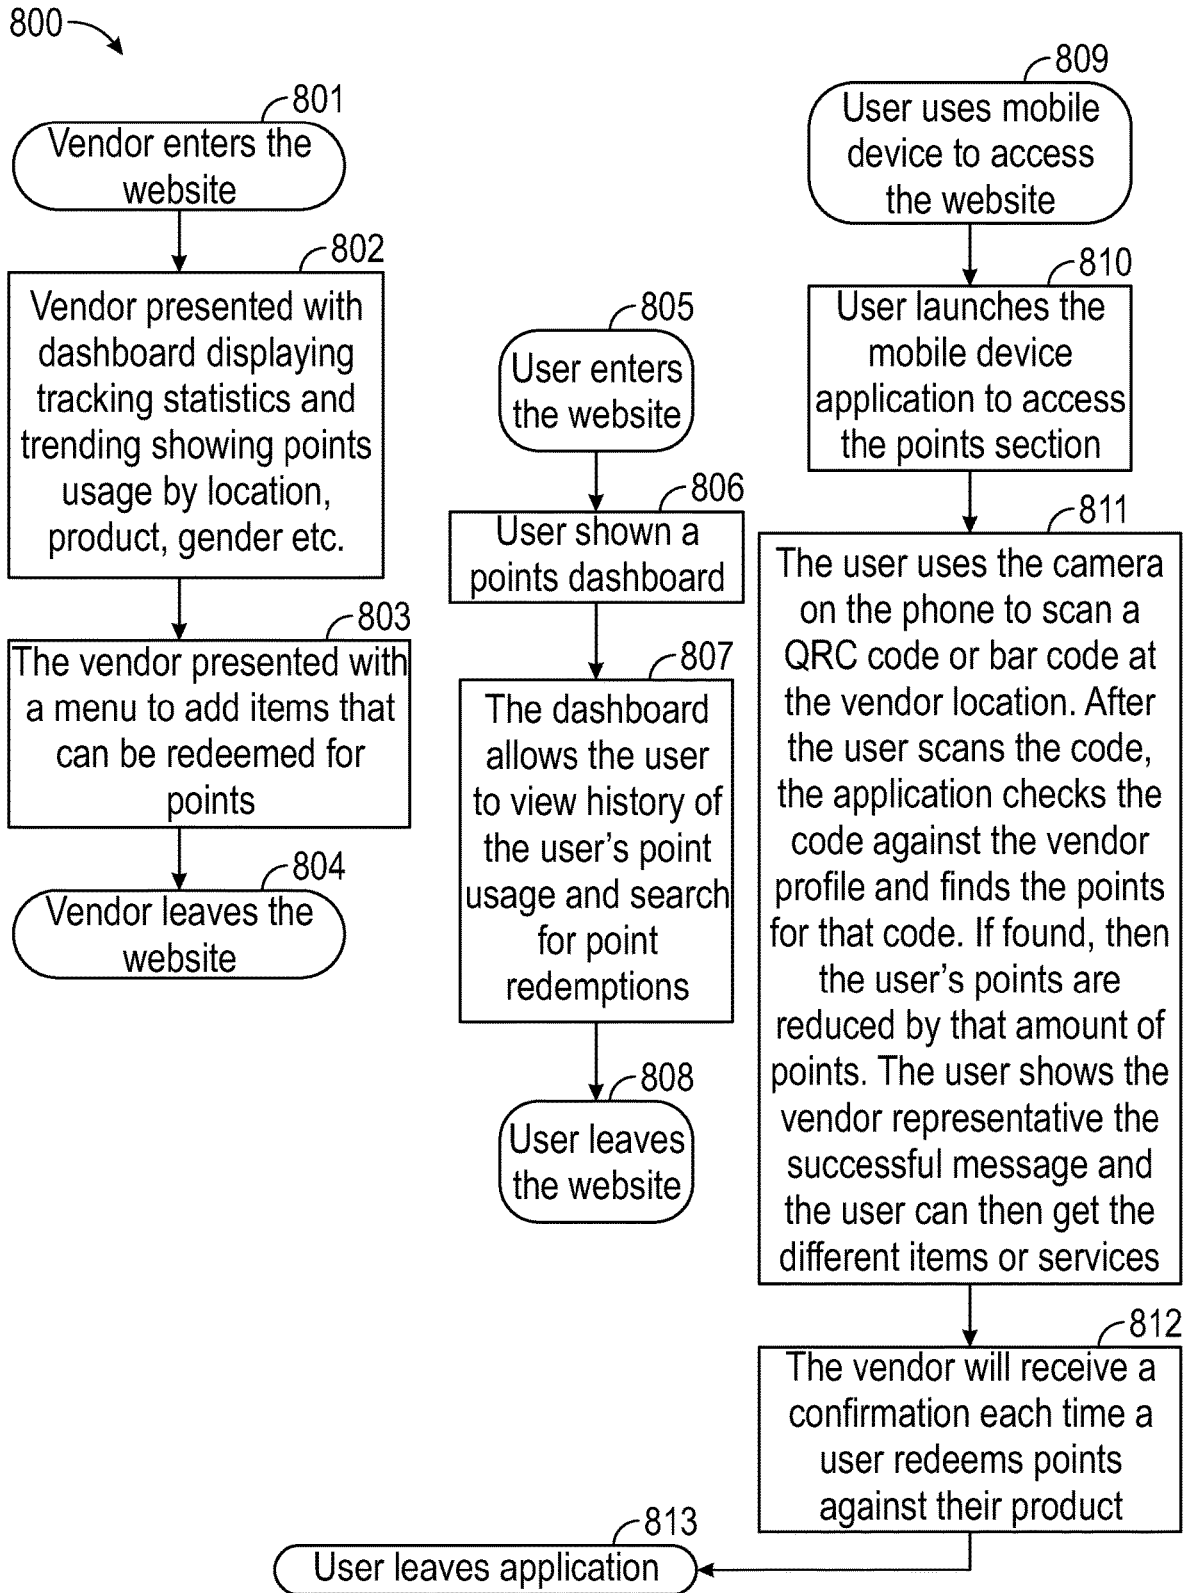 800
801
Vendor enters the
website
802
Vendor presented with
dashboard displaying
tracking statistics and
trending showing points
usage by location,
product, gender etc.
803
The vendor presented with
a menu to add items that
can be redeemed for
points
804
Vendor leaves the
website
805
User enters
the website
806
User shown a
points dashboard
807
The dashboard
allows the user
to view history of
the user's point
usage and search
for point
redemptions
808
User leaves
the website
809
User uses mobile
device to access
the website
810
User launches the
mobile device
application to access
the points section
811
The user uses the camera
on the phone to scan a
QRC code or bar code at
the vendor location. After
the user scans the code,
the application checks the
code against the vendor
profile and finds the points
for that code. If found, then
the user's points are
reduced by that amount of
points. The user shows the
vendor representative the
successful message and
the user can then get the
different items or services
812
The vendor will receive a
confirmation each time a
user redeems points
against their product
813
User leaves application